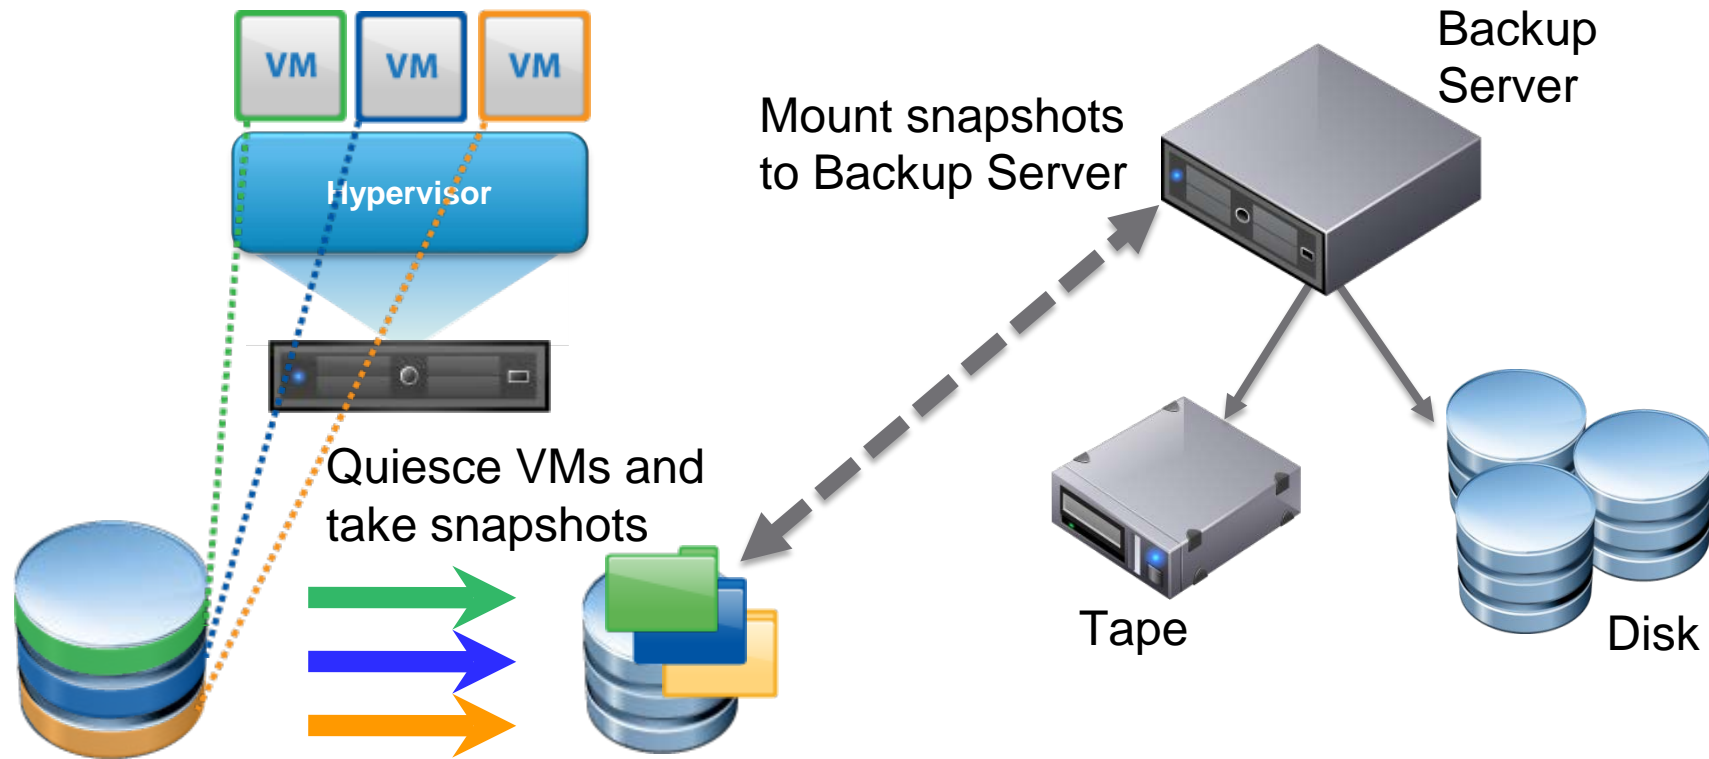 VM
VM
VM
Hypervisor
Quiesce VMs and
take snapshots
Mount snapshots
to Backup Server
Backup
Server
Tape
Disk